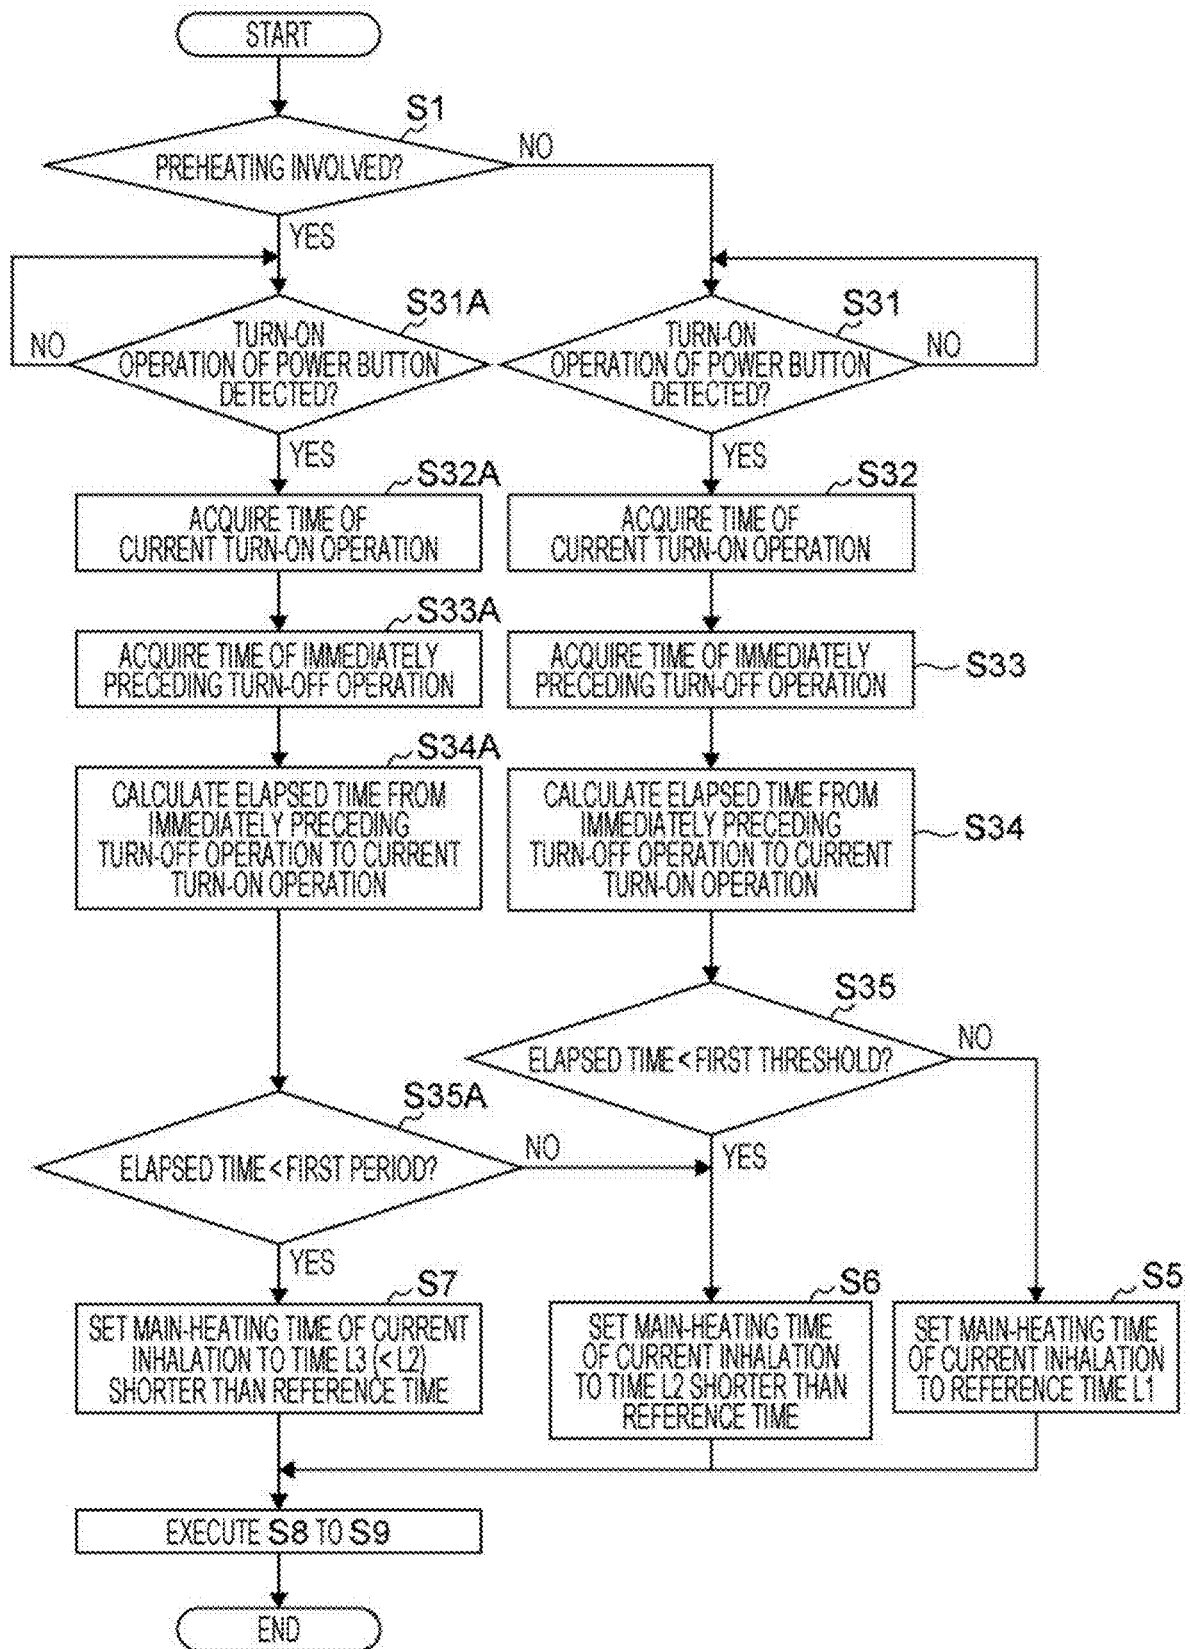 START
S1
PREHEATING INVOLVED?
NO
YES
S31A
TURN-ON
OPERATION OF POWER BUTTON
DETECTED?
NO
YES
S31
TURN-ON
OPERATION OF POWER BUTTON
DETECTED?
NO
YES
S32A
ACQUIRE TIME OF
CURRENT TURN-ON OPERATION
S32
ACQUIRE TIME OF
CURRENT TURN-ON OPERATION
S33A
ACQUIRE TIME OF IMMEDIATELY
PRECEDING TURN-OFF OPERATION
ACQUIRE TIME OF IMMEDIATELY
PRECEDING TURN-OFF OPERATION
S33
S34A
CALCULATE ELAPSED TIME FROM
IMMEDIATELY PRECEDING
TURN-OFF OPERATION TO CURRENT
TURN-ON OPERATION
CALCULATE ELAPSED TIME FROM
IMMEDIATELY PRECEDING
TURN-OFF OPERATION TO CURRENT
TURN-ON OPERATION
S34
S35
ELAPSED TIME < FIRST THRESHOLD?
NO
YES
S35A
ELAPSED TIME < FIRST PERIOD?
NO
YES
S7
SET MAIN-HEATING TIME OF CURRENT
INHALATION TO TIME L3 (< L2)
SHORTER THAN REFERENCE TIME
S6
SET MAIN-HEATING TIME
OF CURRENT INHALATION
TO TIME L2 SHORTER THAN
REFERENCE TIME
S5
SET MAIN-HEATING TIME
OF CURRENT INHALATION
TO REFERENCE TIME L1
EXECUTE S8 TO S9
END